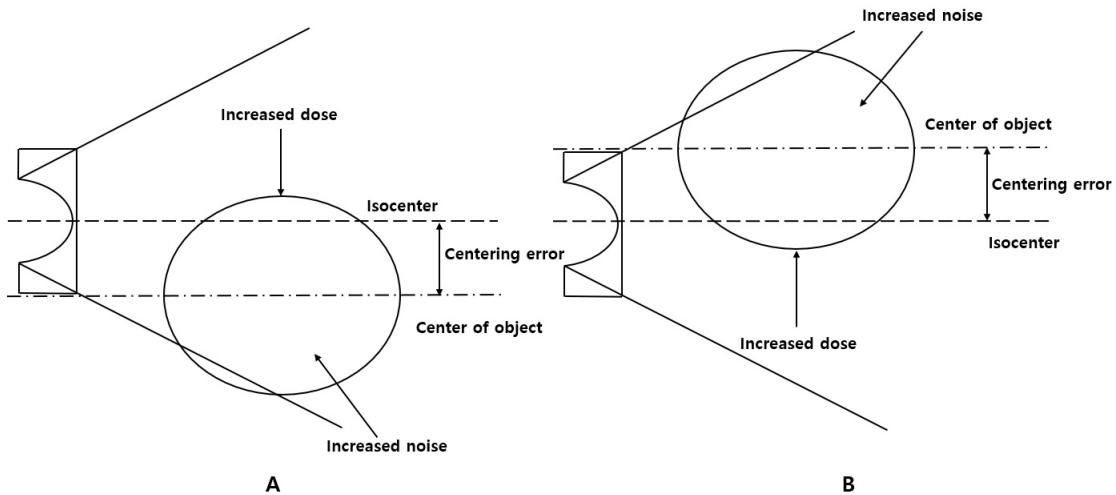 Increased dose
Isocenter
Centering error
Center of object
Increased noise
A
Increased noise
Center of object
Centering error
Isocenter
Increased dose
B